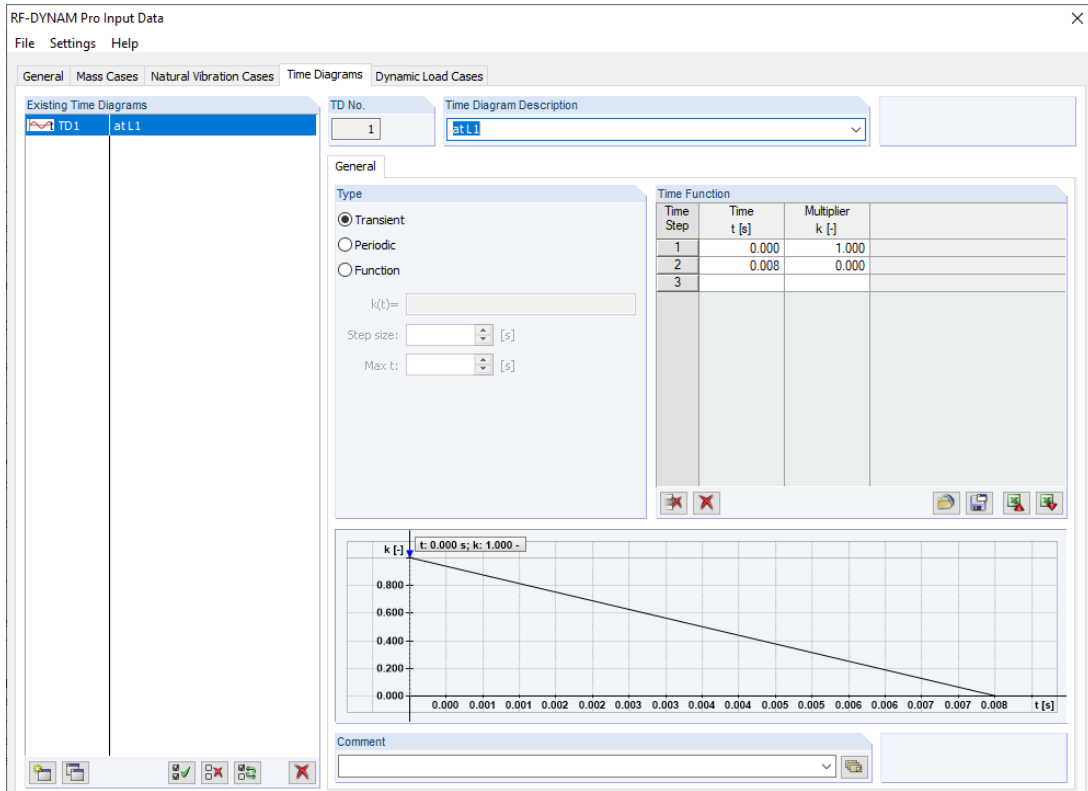 RF-DYNAM Pro Input Data
File Settings Help
General Mass Cases Natural Vibration Cases Time Diagrams Dynamic Load Cases
Existing Time Diagrams
TD1 at L1
TD No.
1
Time Diagram Description
at L1
General
Type
Transient
Periodic
Function
k(t)=
Step size: [s]
Max t: [s]
Time Function
Time Step Time t [s] Multiplier k [-]
1 0.000 1.000
2 0.008 0.000
3
k [-]
t: 0.000 s; k: 1.000 -
0.800
0.600
0.400
0.200
0.000
0.000 0.001 0.001 0.002 0.002 0.003 0.003 0.004 0.004 0.005 0.005 0.006 0.006 0.007 0.007 0.008 t [s]
Comment